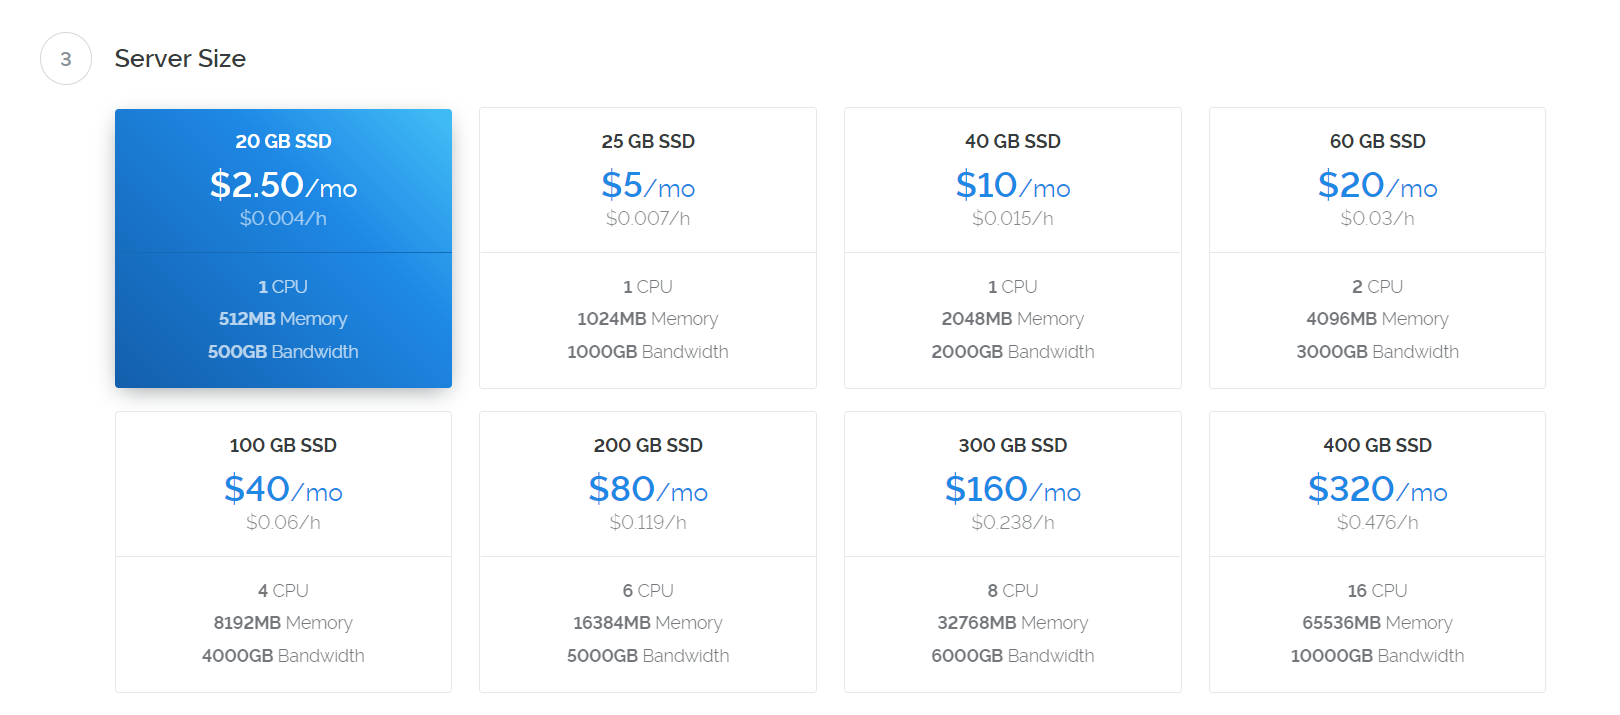 3
Server Size
20 GB SSD
$2.50/mo
$0.004/h
1 CPU
512MB Memory
500GB Bandwidth
25 GB SSD
$5/mo
$0.007/h
1 CPU
1024MB Memory
1000GB Bandwidth
40 GB SSD
$10/mo
$0.015/h
1 CPU
2048MB Memory
2000GB Bandwidth
60 GB SSD
$20/mo
$0.03/h
2 CPU
4096MB Memory
3000GB Bandwidth
100 GB SSD
$40/mo
$0.06/h
4 CPU
8192MB Memory
4000GB Bandwidth
200 GB SSD
$80/mo
$0.119/h
6 CPU
16384MB Memory
5000GB Bandwidth
300 GB SSD
$160/mo
$0.238/h
8 CPU
32768MB Memory
6000GB Bandwidth
400 GB SSD
$320/mo
$0.476/h
16 CPU
65536MB Memory
10000GB Bandwidth